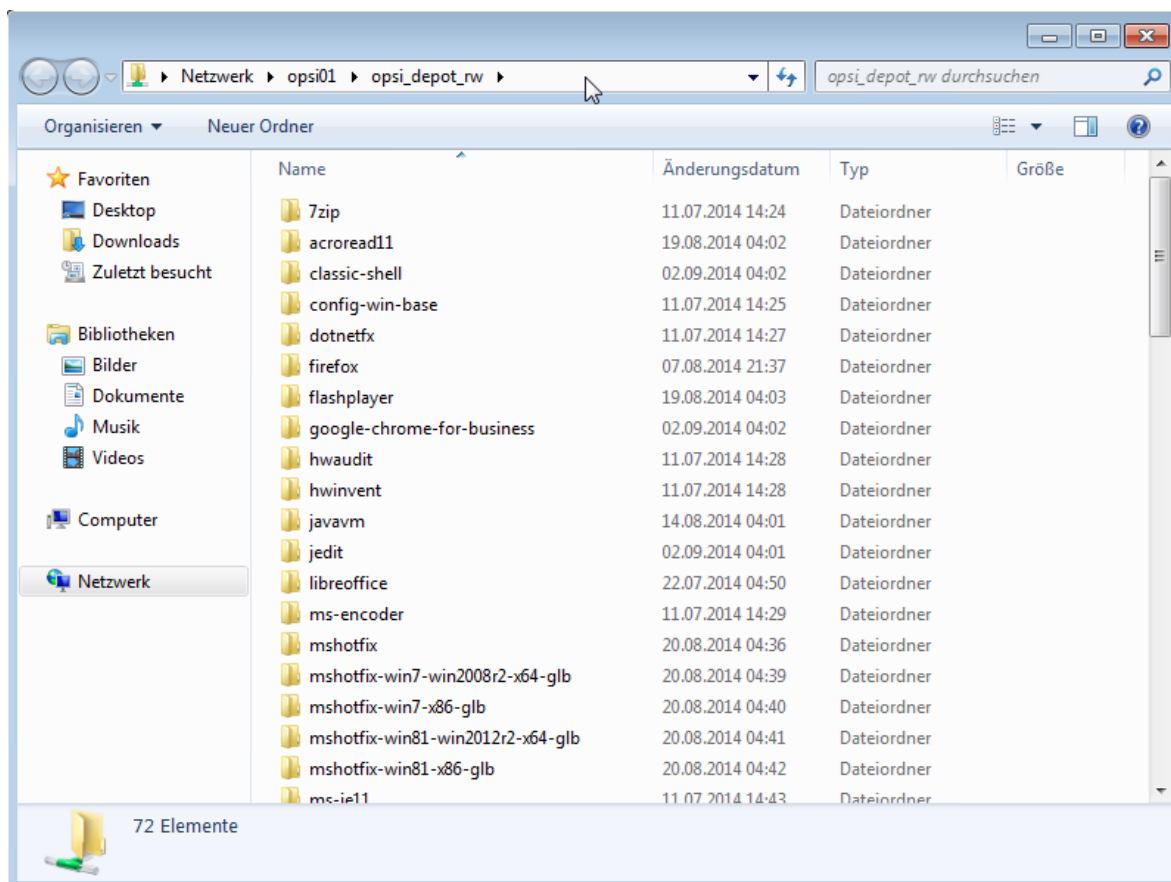 Netzwerk opsi01 opsi_depot_rw
opsi_depot_rw durchsuchen
Organisieren Neuer Ordner
Favoriten
Desktop
Downloads
Zuletzt besucht
Bibliotheken
Bilder
Dokumente
Musik
Videos
Computer
Netzwerk
Name Änderungsdatum Typ Größe
7zip 11.07.2014 14:24 Dateiordner
acroread11 19.08.2014 04:02 Dateiordner
classic-shell 02.09.2014 04:02 Dateiordner
config-win-base 11.07.2014 14:25 Dateiordner
dotnetfx 11.07.2014 14:27 Dateiordner
firefox 07.08.2014 21:37 Dateiordner
flashplayer 19.08.2014 04:03 Dateiordner
google-chrome-for-business 02.09.2014 04:02 Dateiordner
hwaudit 11.07.2014 14:28 Dateiordner
hwinvent 11.07.2014 14:28 Dateiordner
javavm 14.08.2014 04:01 Dateiordner
jedit 02.09.2014 04:01 Dateiordner
libreoffice 22.07.2014 04:50 Dateiordner
ms-encoder 11.07.2014 14:29 Dateiordner
mshotfix 20.08.2014 04:36 Dateiordner
mshotfix-win7-win2008r2-x64-glb 20.08.2014 04:39 Dateiordner
mshotfix-win7-x86-glb 20.08.2014 04:40 Dateiordner
mshotfix-win81-win2012r2-x64-glb 20.08.2014 04:41 Dateiordner
mshotfix-win81-x86-glb 20.08.2014 04:42 Dateiordner
ms-ie11 11.07.2014 14:43 Dateiordner
72 Elemente